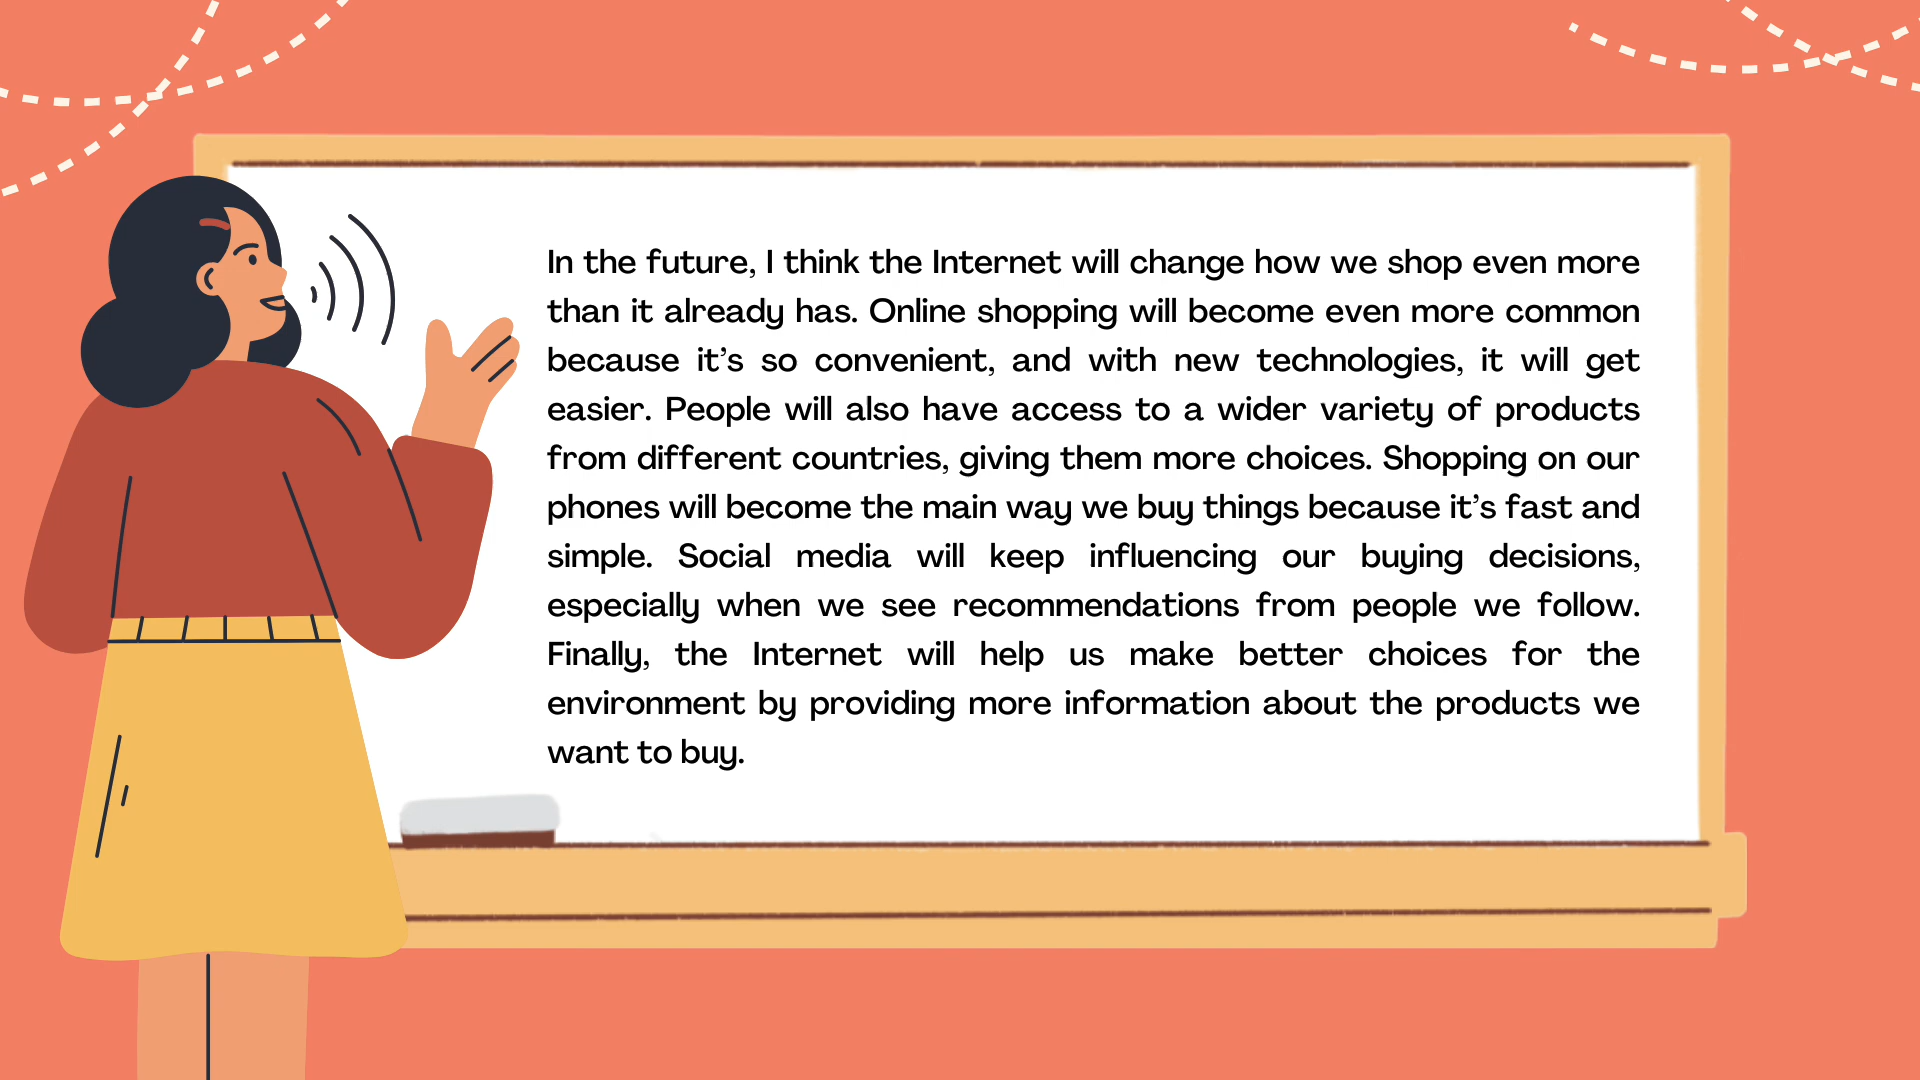 In the future, I think the Internet will change how we shop even more
than it already has. Online shopping will become even more common
because it’s so convenient, and with new technologies, it will get
easier. People will also have access to a wider variety of products
from different countries, giving them more choices. Shopping on our
phones will become the main way we buy things because it’s fast and
simple. Social media will keep influencing our buying decisions,
especially when we see recommendations from people we follow.
Finally, the Internet will help us make better choices for the
environment by providing more information about the products we
want to buy.